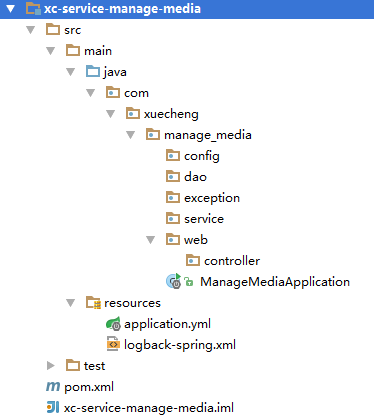 xc-service-manage-media
src
main
java
com
xuecheng
manage_media
config
dao
exception
service
web
controller
ManageMediaApplication
resources
application.yml
logback-spring.xml
test
pom.xml
xc-service-manage-media.iml